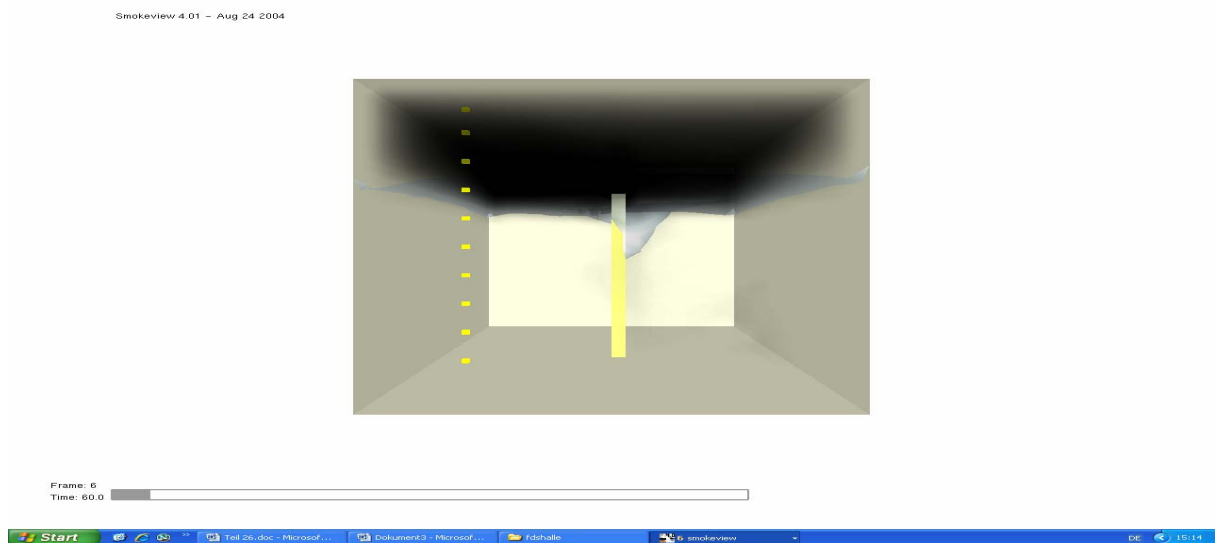 Smokeview 4.01 – Aug 24 2004
Frame: 6
Time: 60.0
Start
»
Teil 26.doc - Microsof...
Dokument3 - Microsof...
fdshalle
6 smokeview
DE
15:14